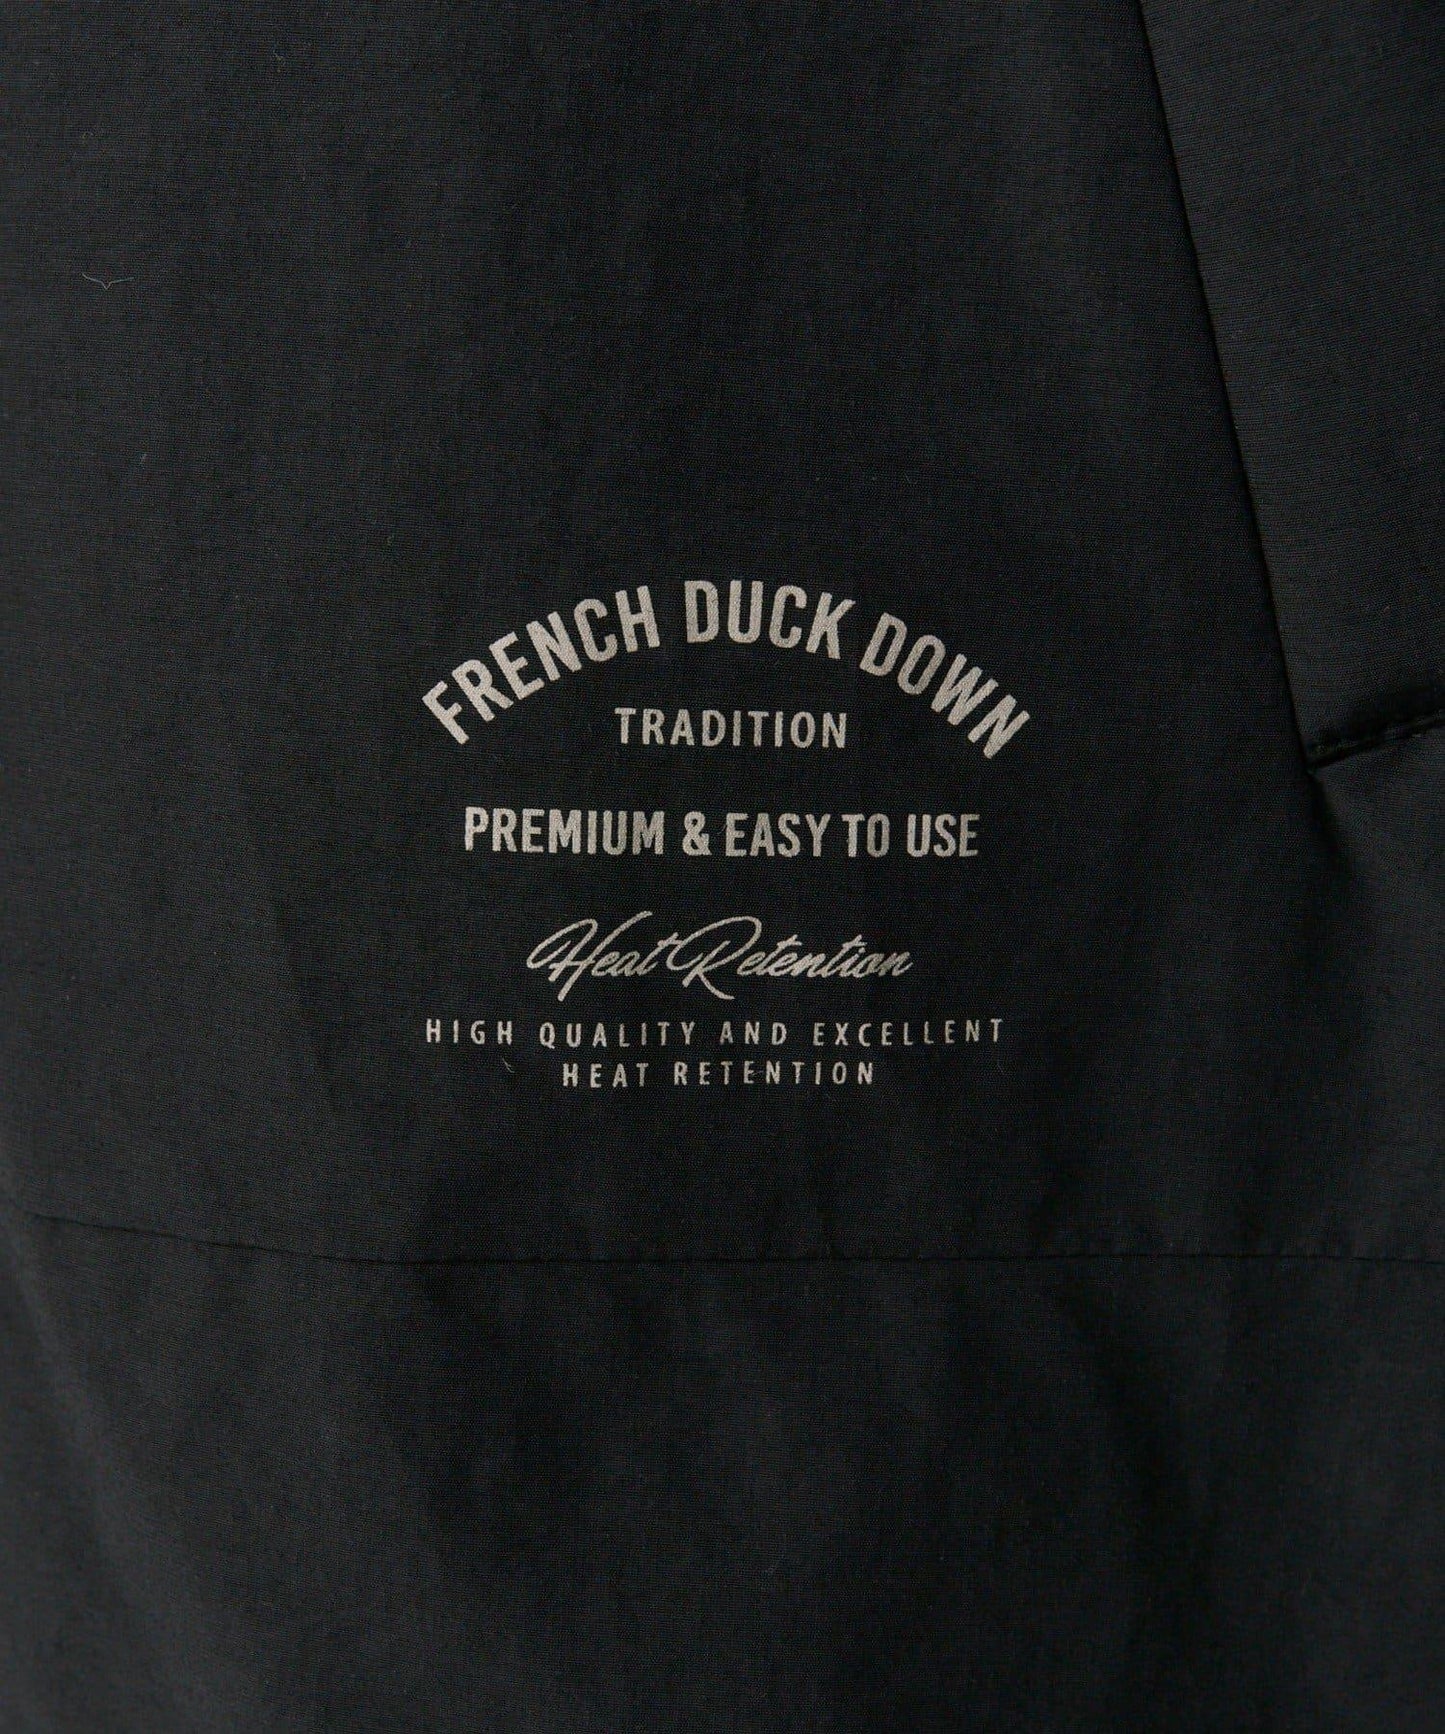 FRENCH DUCK DOWN
TRADITION
PREMIUM & EASY TO USE
Heat Retention
HIGH QUALITY AND EXCELLENT
HEAT RETENTION